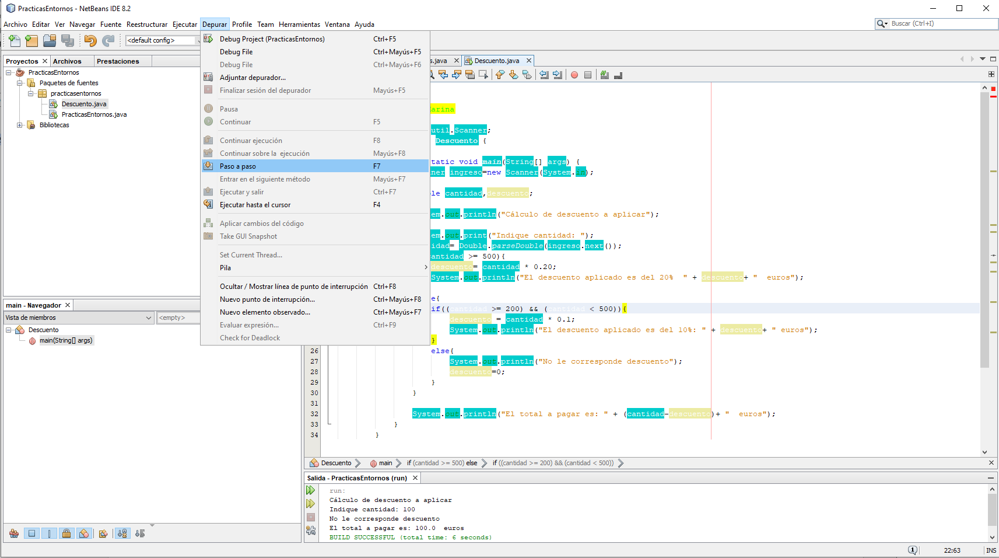 PracticasEntornos - NetBeans IDE 8.2
Archivo Editar Ver Navegar Fuente Reestructurar Ejecutar Depurar Profile Team Herramientas Ventana Ayuda
Buscar (Ctrl+I)
<default config>
Proyectos Archivos Prestaciones
PracticasEntornos
Paquetes de fuentes
practicasentornos
Descuento.java
PracticasEntornos.java
Bibliotecas
Debug Project (PracticasEntornos) Ctrl+F5
Debug File Ctrl+Mayús+F5
Debug File Ctrl+Mayús+F6
Adjuntar depurador...
Finalizar sesión del depurador Mayús+F5
Pausa
Continuar F5
Continuar ejecución F8
Continuar sobre la ejecución Mayús+F8
Paso a paso F7
Entrar en el siguiente método Mayús+F7
Ejecutar y salir Ctrl+F7
Ejecutar hasta el cursor F4
Aplicar cambios del código
Take GUI Snapshot
Set Current Thread...
Pila
Ocultar / Mostrar línea de punto de interrupción Ctrl+F8
Nuevo punto de interrupción... Ctrl+Mayús+F8
Nuevo elemento observado... Ctrl+Mayús+F7
Evaluar expresión... Ctrl+F9
Check for Deadlock
main - Navegador
Vista de miembros <empty>
Descuento
main(String[] args)
s.java Descuento.java
arina
util.Scanner;
Descuento {
tatic void main(String[] args) {
ner ingreso=new Scanner(System.in);
le cantidad,descuento;
em.out.println("Cálculo de descuento a aplicar");
em.out.print("Indique cantidad: ");
idad= Double.parseDouble(ingreso.next());
antidad >= 500){
descuento= cantidad * 0.20;
System.out.println("El descuento aplicado es del 20%  " + descuento+ "  euros");
e{
if((cantidad >= 200) && (cantidad < 500)){
descuento = cantidad * 0.1;
System.out.println("El descuento aplicado es del 10%: " + descuento+ " euros");
}
26 else{
27 System.out.println("No le corresponde descuento");
28 descuento=0;
29 }
30 }
31
32 System.out.println("El total a pagar es: " + (cantidad-descuento)+ "  euros");
33 }
34 }
Descuento main if (cantidad >= 500) else if ((cantidad >= 200) && (cantidad < 500))
Salida - PracticasEntornos (run)
run:
Cálculo de descuento a aplicar
Indique cantidad: 100
No le corresponde descuento
El total a pagar es: 100.0  euros
BUILD SUCCESSFUL (total time: 6 seconds)
1 22:63 INS